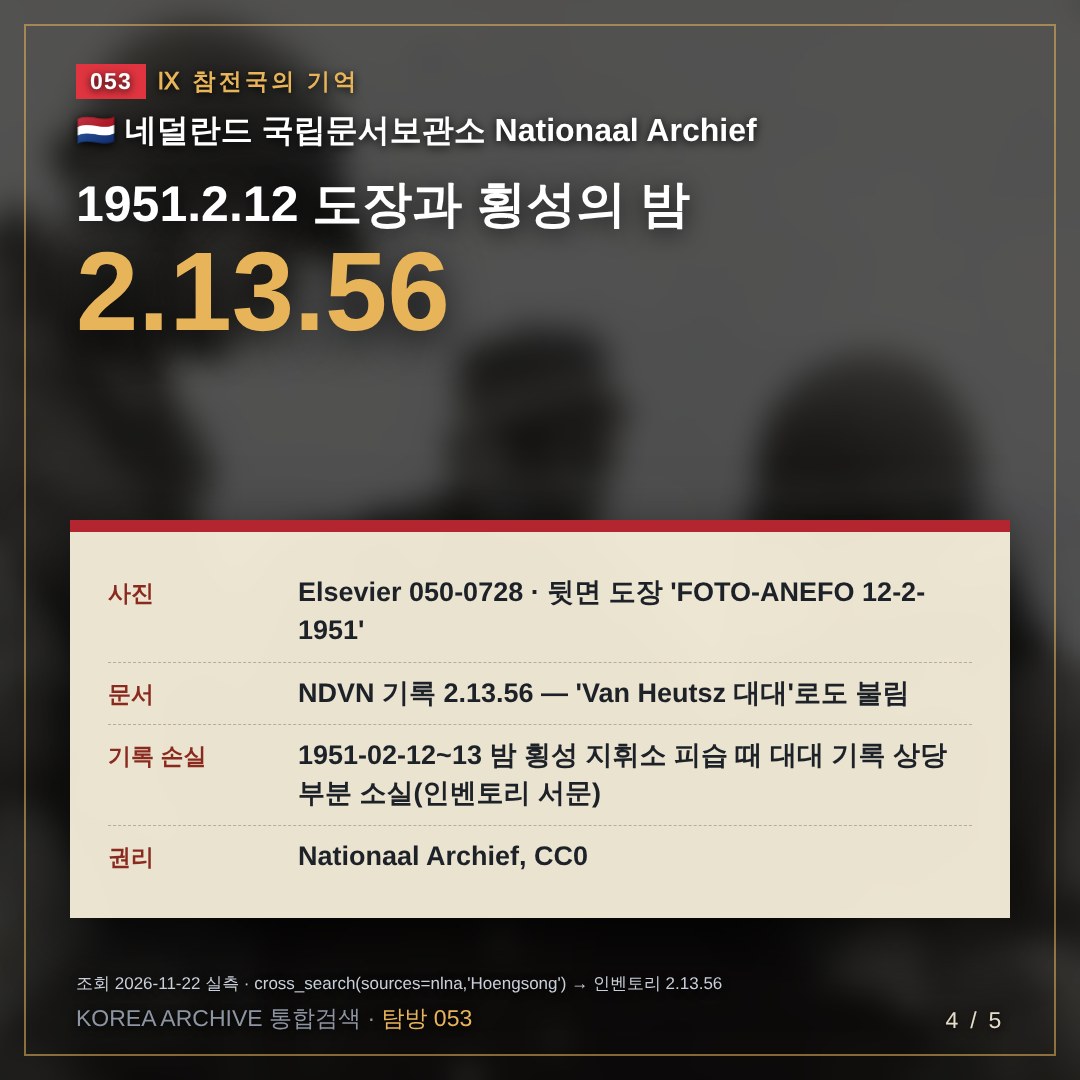 053 Ⅸ 참전국의 기억
🇳🇱 네덜란드 국립문서보관소 Nationaal Archief
1951.2.12 도장과 횡성의 밤
2.13.56
사진 Elsevier 050-0728 · 뒷면 도장 'FOTO-ANEFO 12-2-
1951'
문서 NDVN 기록 2.13.56 — 'Van Heutsz 대대'로도 불림
기록 손실 1951-02-12~13 밤 횡성 지휘소 피습 때 대대 기록 상당
부분 소실(인벤토리 서문)
권리 Nationaal Archief, CC0
조회 2026-11-22 실측 · cross_search(sources=nlna,'Hoengsong') → 인벤토리 2.13.56
KOREA ARCHIVE 통합검색 · 탐방 053
4 / 5